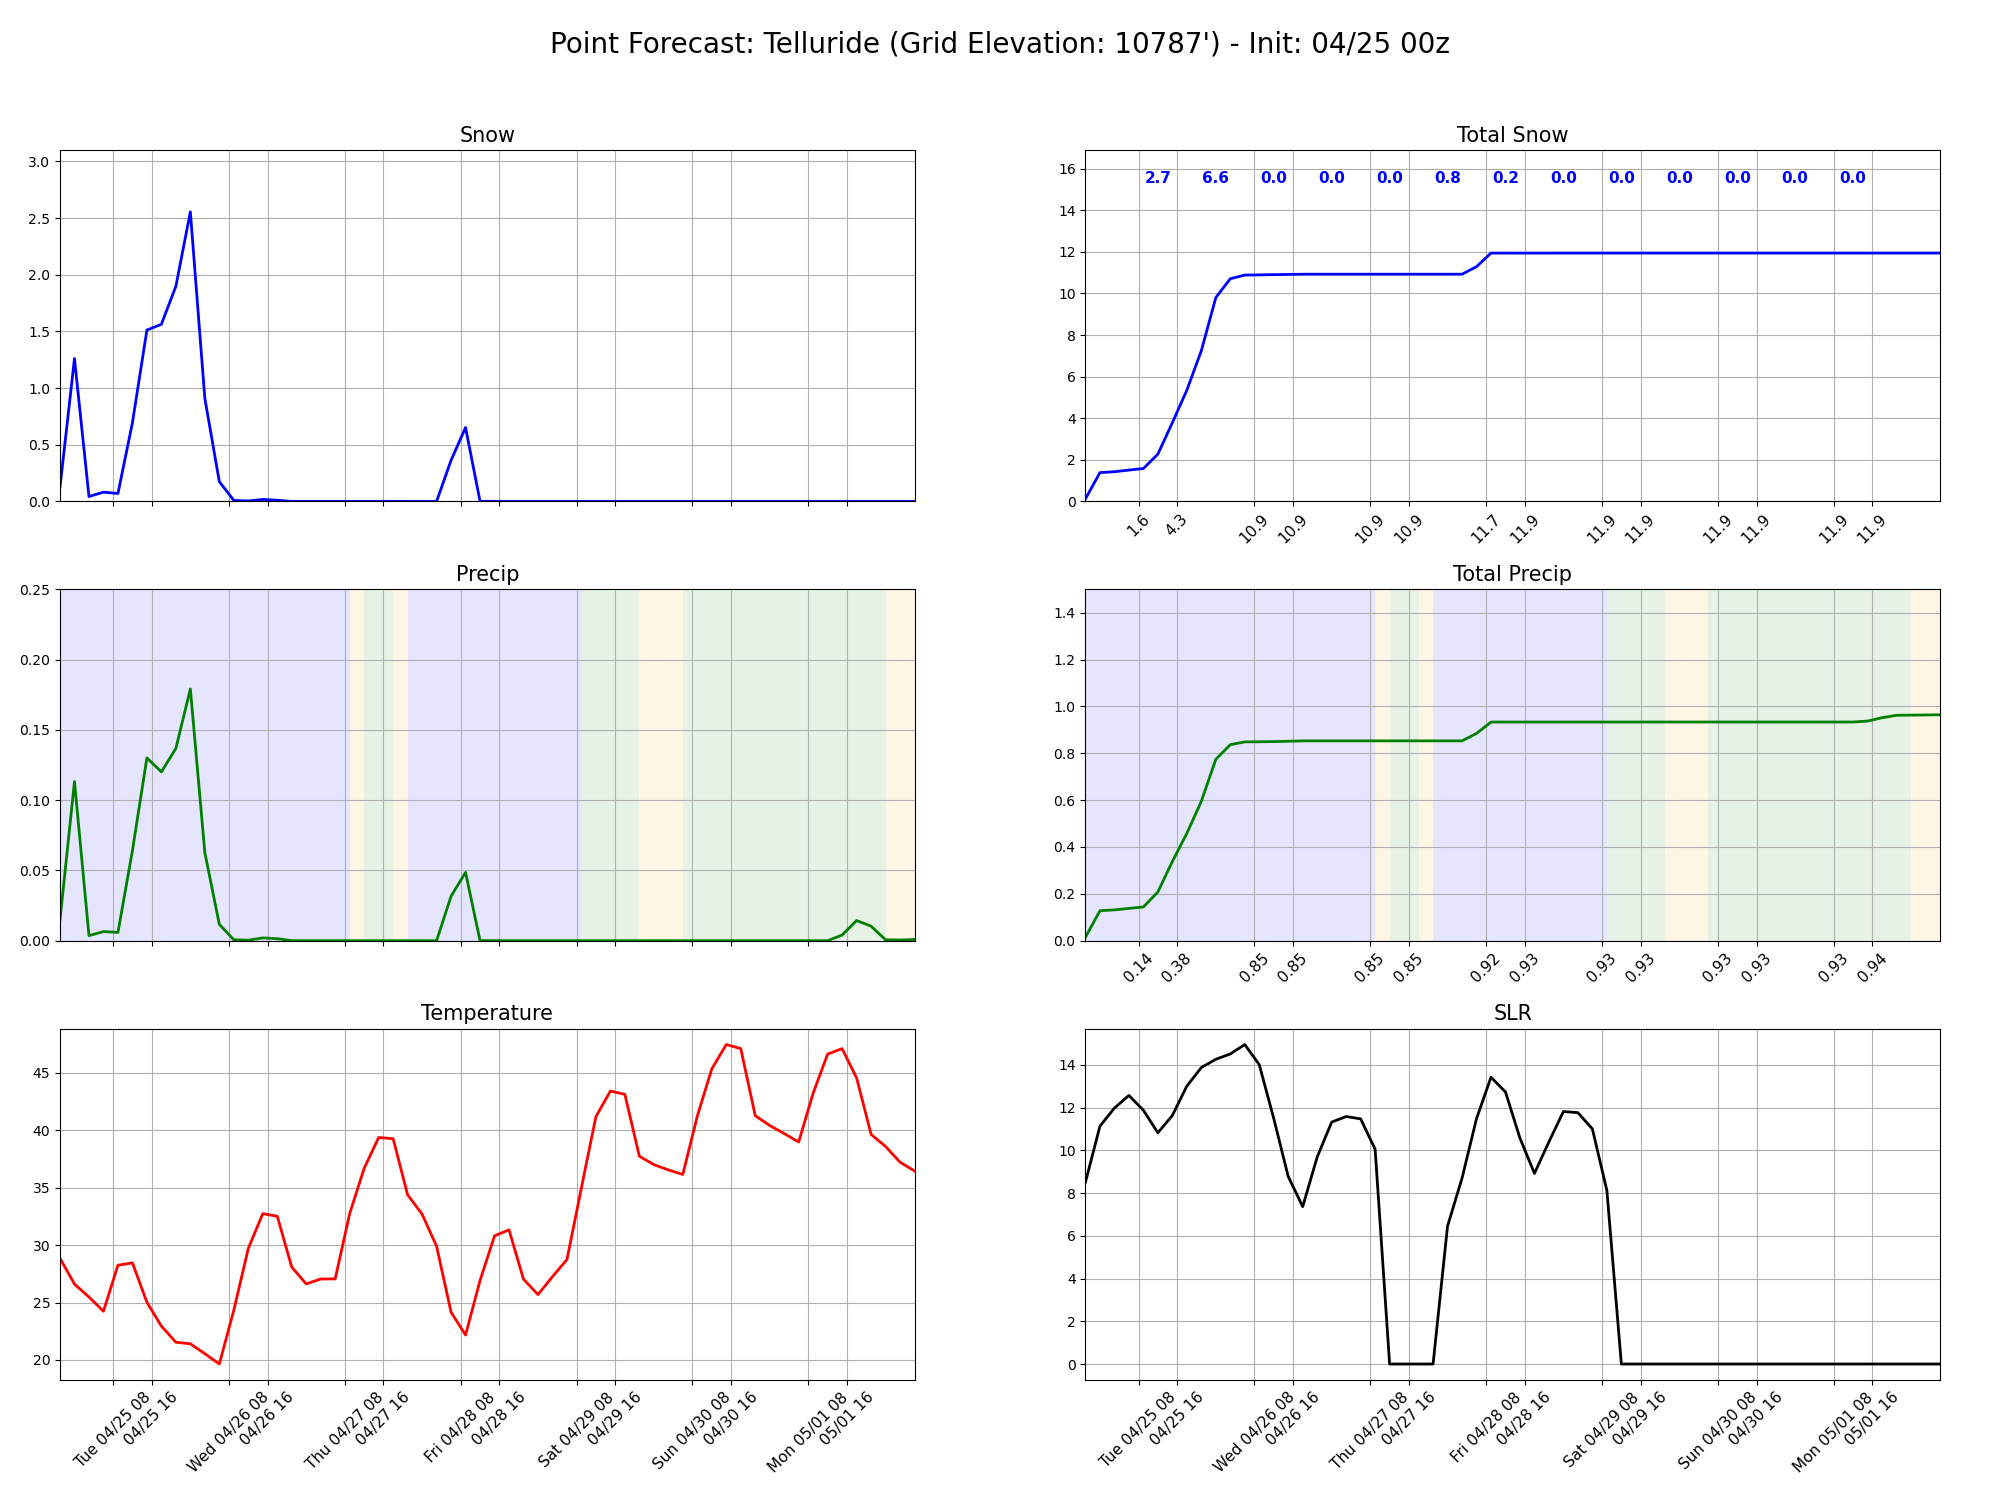 Point Forecast: Telluride (Grid Elevation: 10787') - Init: 04/25 00z
Snow
3.0
2.5
2.0
1.5
1.0
0.5
0.0
Total Snow
16
14
12
10
8
6
4
2
0
2.7 6.6 0.0 0.0 0.0 0.8 0.2 0.0 0.0 0.0 0.0 0.0 0.0
1.6 4.3 10.9 10.9 10.9 10.9 11.7 11.9 11.9 11.9 11.9 11.9 11.9 11.9
Precip
0.25
0.20
0.15
0.10
0.05
0.00
Total Precip
1.4
1.2
1.0
0.8
0.6
0.4
0.2
0.0
0.14 0.38 0.85 0.85 0.85 0.85 0.92 0.93 0.93 0.93 0.93 0.93 0.93 0.94
Temperature
45
40
35
30
25
20
Tue 04/25 08
04/25 16
Wed 04/26 08
04/26 16
Thu 04/27 08
04/27 16
Fri 04/28 08
04/28 16
Sat 04/29 08
04/29 16
Sun 04/30 08
04/30 16
Mon 05/01 08
05/01 16
SLR
14
12
10
8
6
4
2
0
Tue 04/25 08
04/25 16
Wed 04/26 08
04/26 16
Thu 04/27 08
04/27 16
Fri 04/28 08
04/28 16
Sat 04/29 08
04/29 16
Sun 04/30 08
04/30 16
Mon 05/01 08
05/01 16